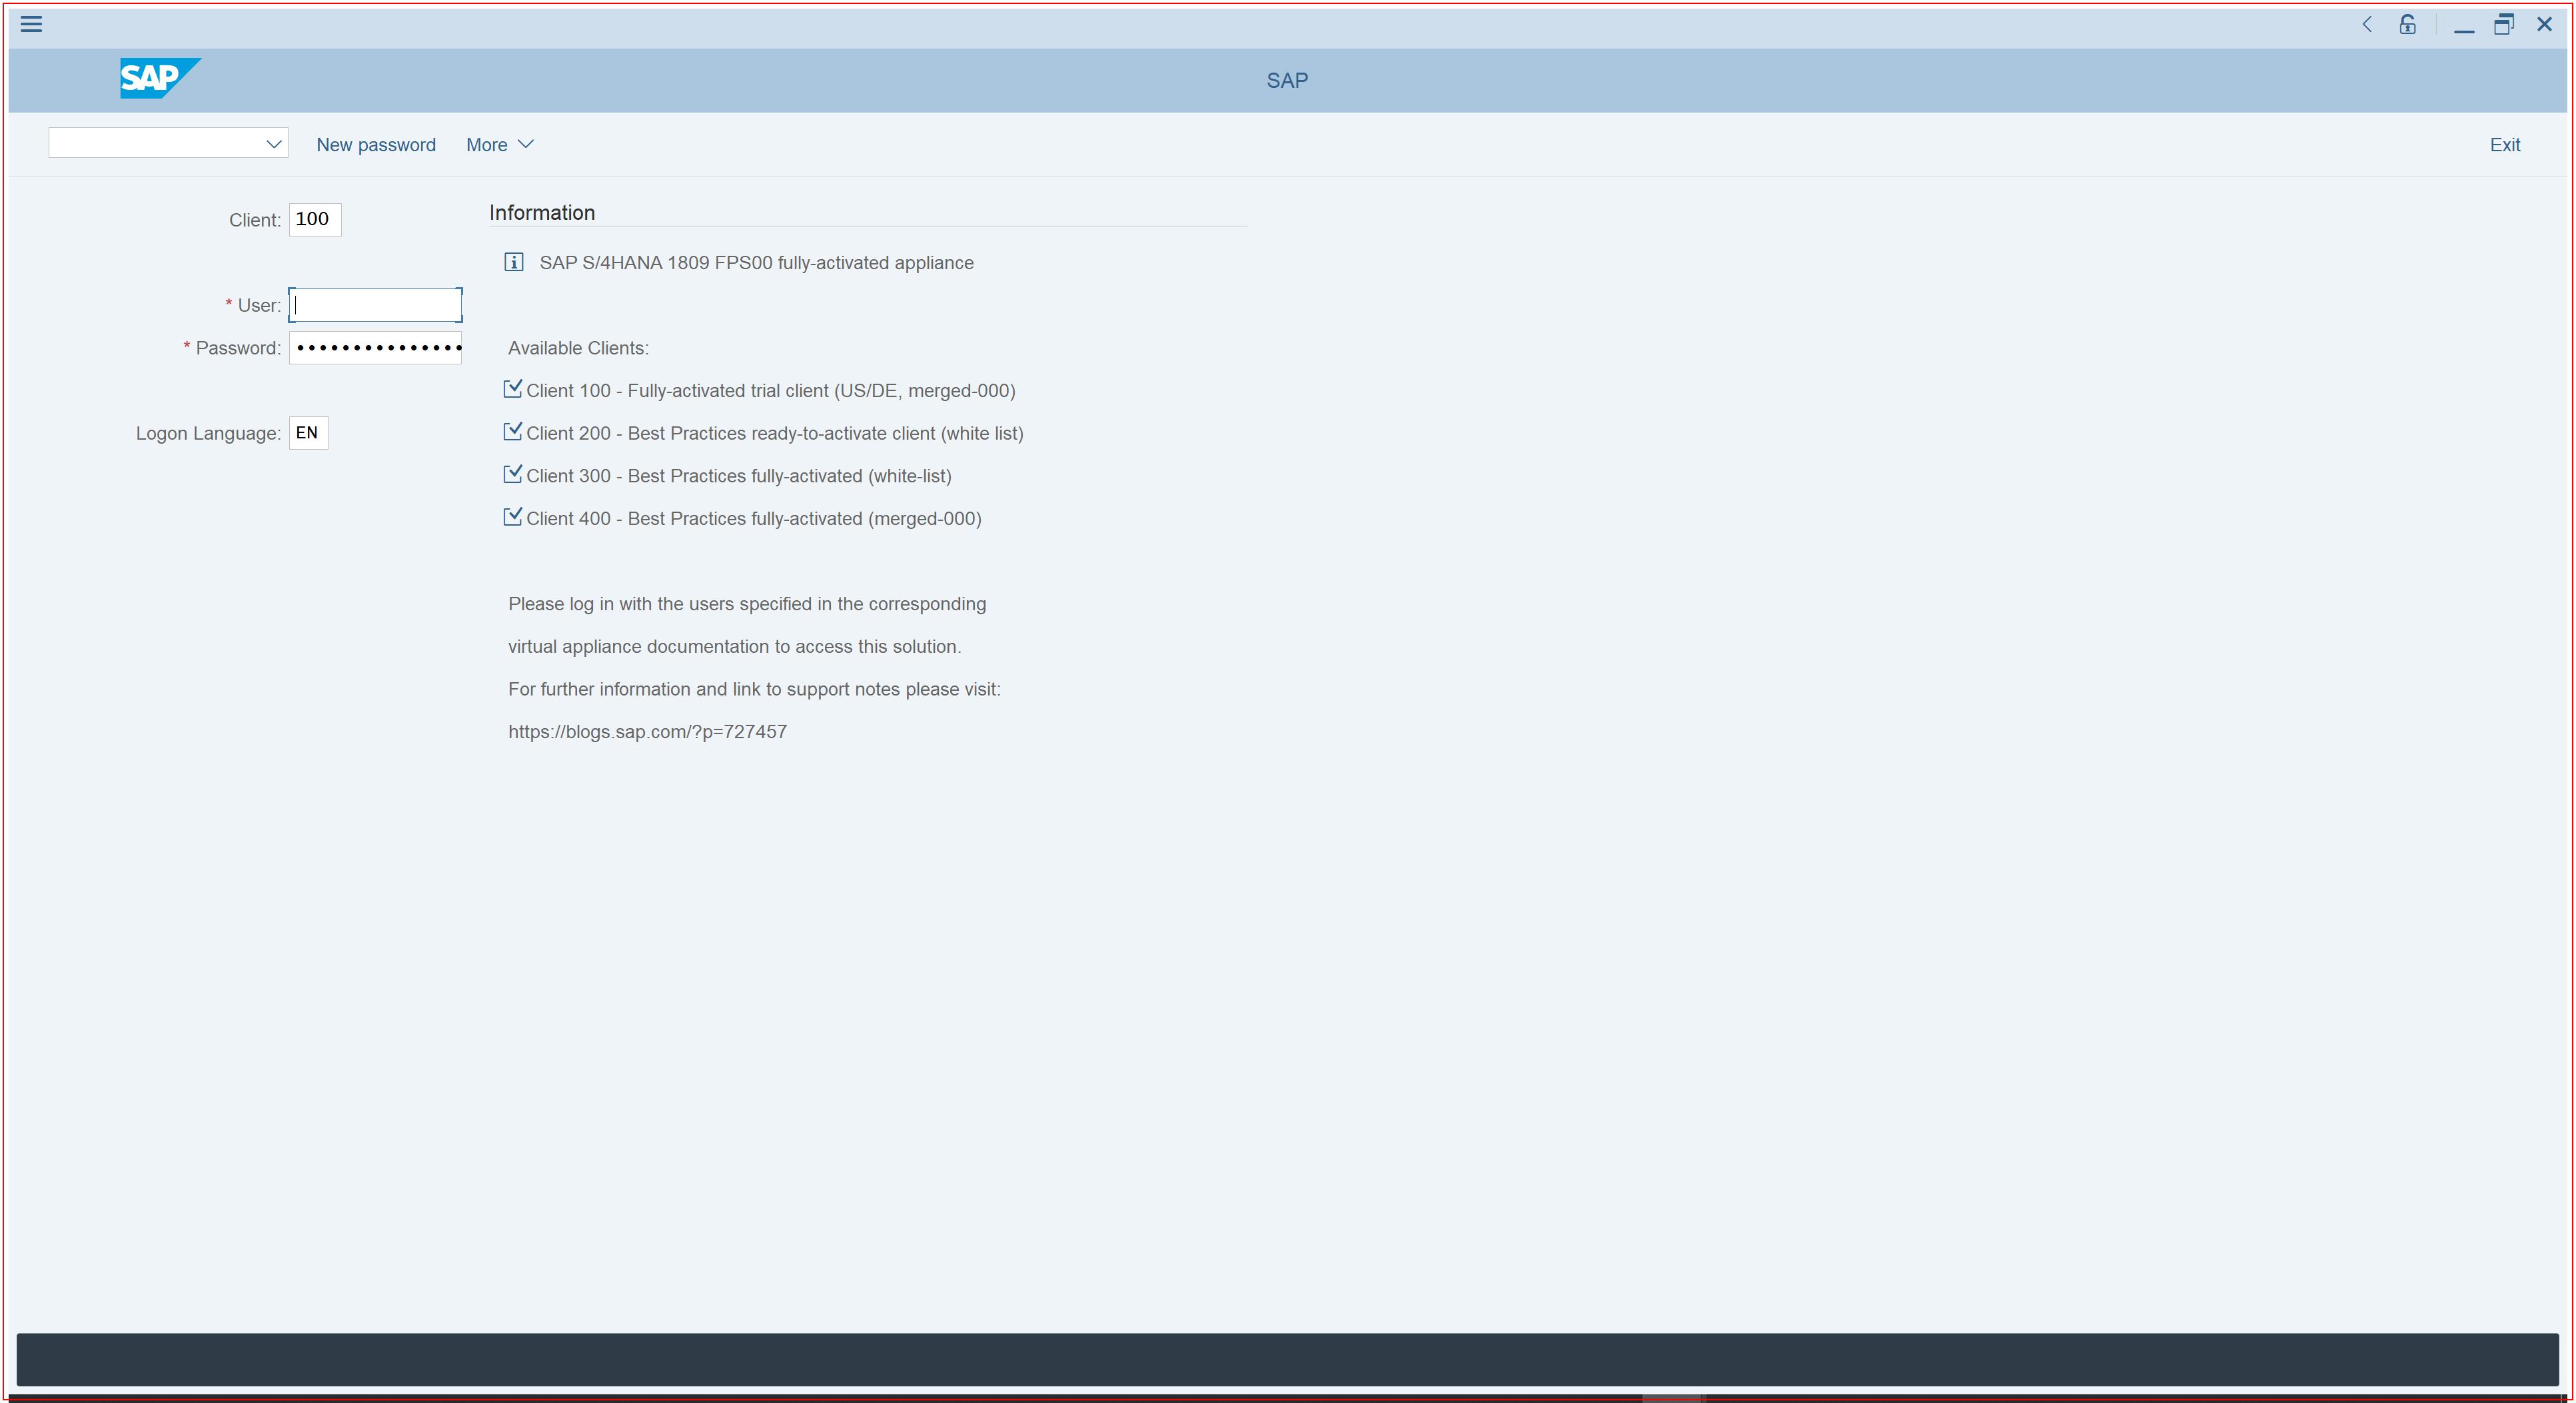 SAP
SAP
New password
More
Exit
Client: 100
* User:
* Password: ●●●●●●●●●●●●●●●
Logon Language: EN
Information
SAP S/4HANA 1809 FPS00 fully-activated appliance
Available Clients:
Client 100 - Fully-activated trial client (US/DE, merged-000)
Client 200 - Best Practices ready-to-activate client (white list)
Client 300 - Best Practices fully-activated (white-list)
Client 400 - Best Practices fully-activated (merged-000)
Please log in with the users specified in the corresponding
virtual appliance documentation to access this solution.
For further information and link to support notes please visit:
https://blogs.sap.com/?p=727457